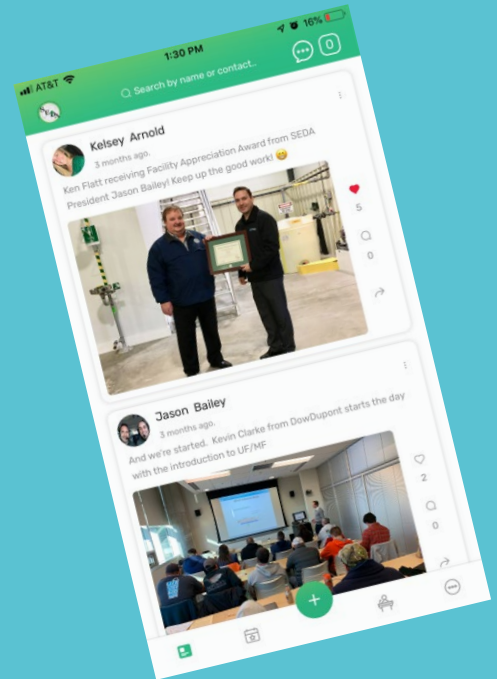 AT&T
1:30 PM
16%
Search by name or contact..
0
Kelsey Arnold
3 months ago.
Ken Flatt receiving Facility Appreciation Award from SEDA
President Jason Bailey! Keep up the good work! 😄
5
0
Jason Bailey
3 months ago.
And we're started. Kevin Clarke from DowDupont starts the day
with the introduction to UF/MF
2
0